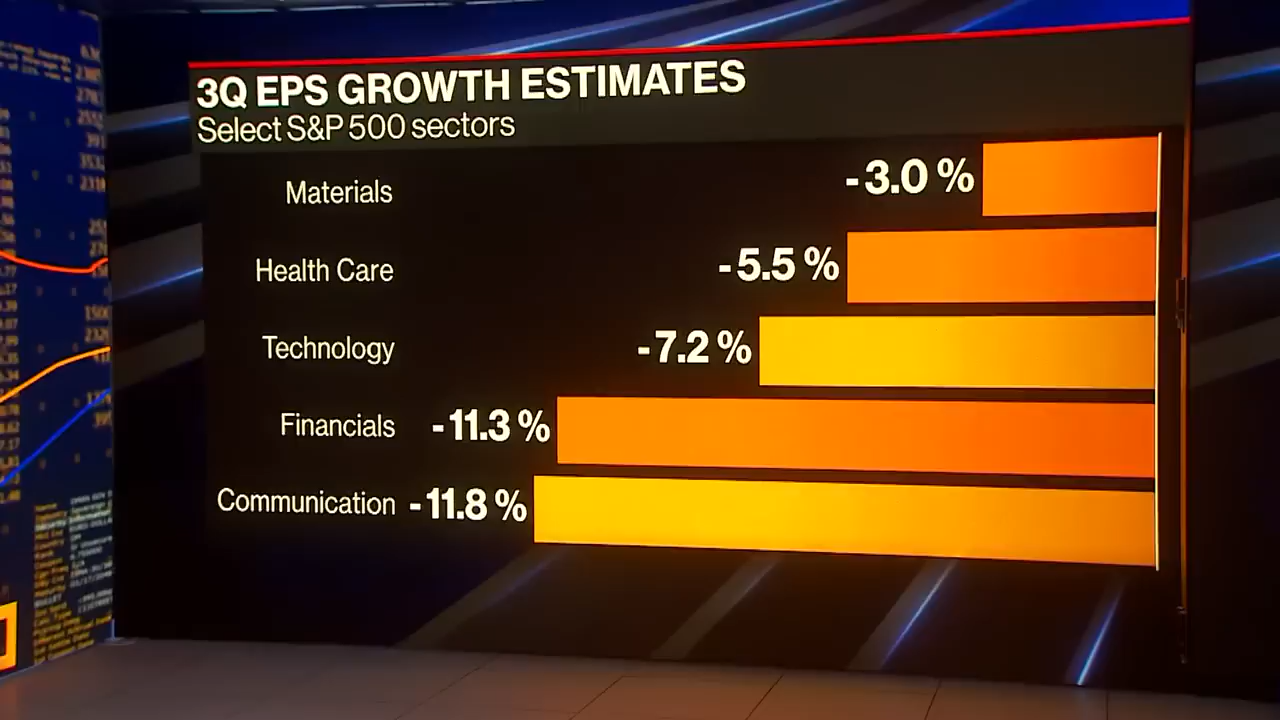 3Q EPS GROWTH ESTIMATES
Select S&P 500 sectors
Materials -3.0 %
Health Care -5.5 %
Technology -7.2 %
Financials -11.3 %
Communication -11.8 %